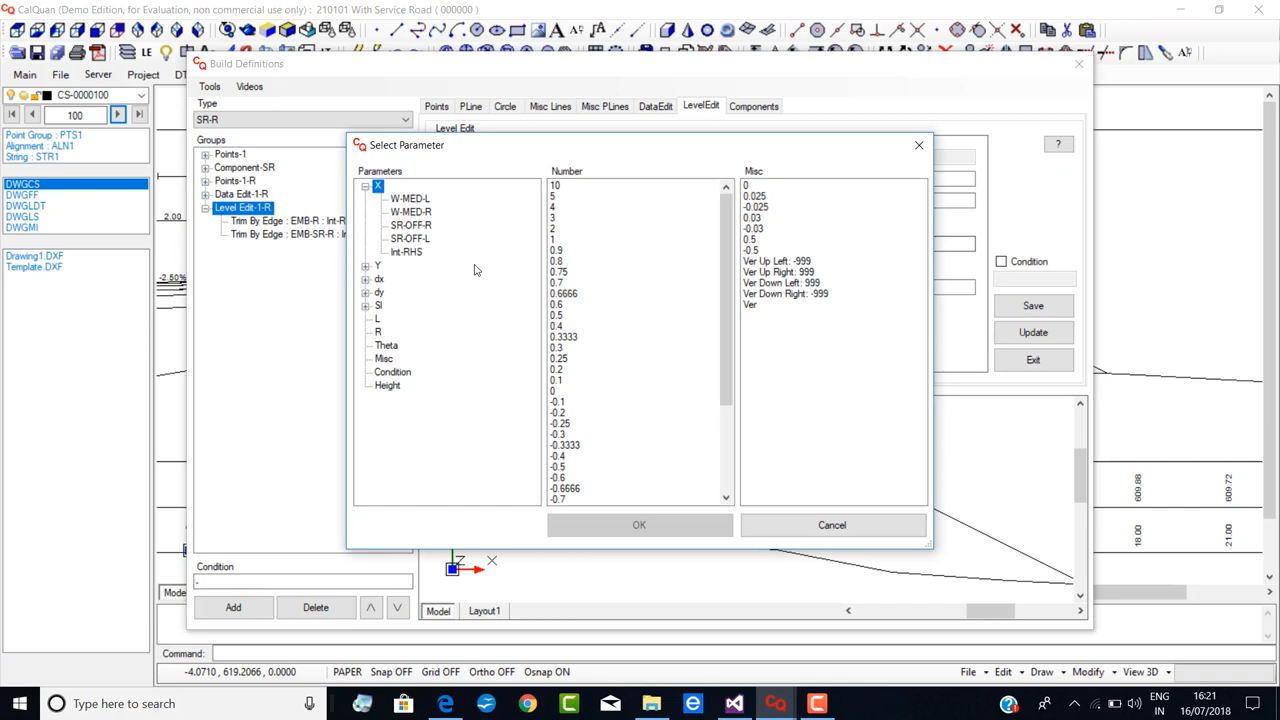 CalQuan (Demo Edition, for Evaluation, non commercial use only) : 210101 With Service Road ( 000000 )
LE
Main File Server Project DT
CS-0000100
100
Point Group : PTS1
Alignment : ALN1
String : STR1
DWGCS
DWGFF
DWGLDT
DWGLS
DWGMI
Drawing1.DXF
Template.DXF
Build Definitions
Tools Videos
Type
SR-R
Groups
Points-1
Component-SR
Points-1-R
Data Edit-1-R
Level Edit-1-R
Trim By Edge : EMB-R : Int-R
Trim By Edge : EMB-SR-R : Int
Condition
-
Add Delete
Points PLine Circle Misc Lines Misc PLines DataEdit LevelEdit Components
Level Edit
?
Condition
Save
Update
Exit
Select Parameter
Parameters
X
W-MED-L
W-MED-R
SR-OFF-R
SR-OFF-L
Int-RHS
Y
dx
dy
Sl
L
R
Theta
Misc
Condition
Height
Number
10
5
4
3
2
1
0.9
0.8
0.75
0.7
0.6666
0.6
0.5
0.4
0.3333
0.3
0.25
0.2
0.1
0
-0.1
-0.2
-0.25
-0.3
-0.3333
-0.4
-0.5
-0.6
-0.6666
-0.7
Misc
0
0.025
-0.025
0.03
-0.03
0.5
-0.5
Ver Up Left: -999
Ver Up Right: 999
Ver Down Left: 999
Ver Down Right: -999
Ver
OK Cancel
2.00
-2.50%
Z X
Model Layout1
Mode
609.88
609.72
18.00
21.00
Command:
-4.0710, 619.2066, 0.0000 PAPER Snap OFF Grid OFF Ortho OFF Osnap ON
File Edit Draw Modify View 3D
Type here to search
ENG
IN
16:21
16/07/2018